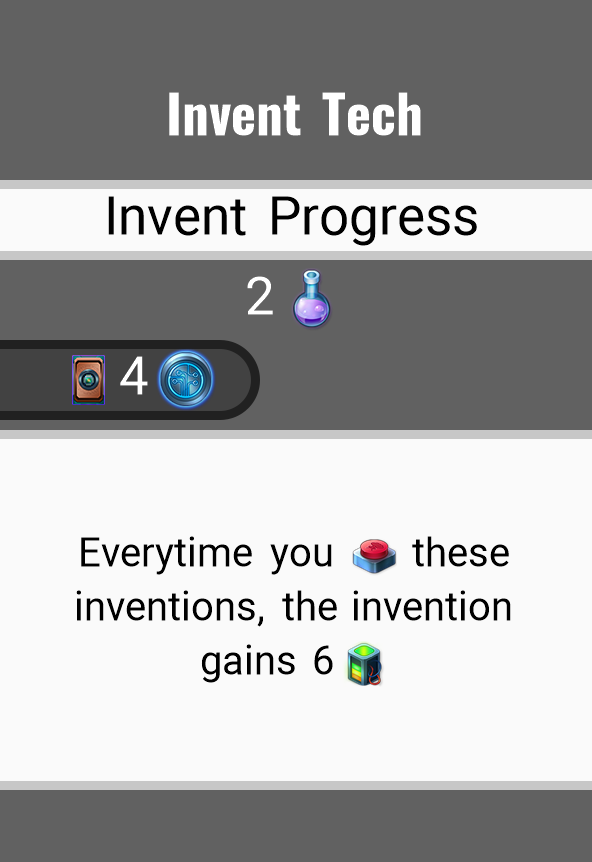 Invent Tech
Invent Progress
2
4
Everytime you these
inventions, the invention
gains 6